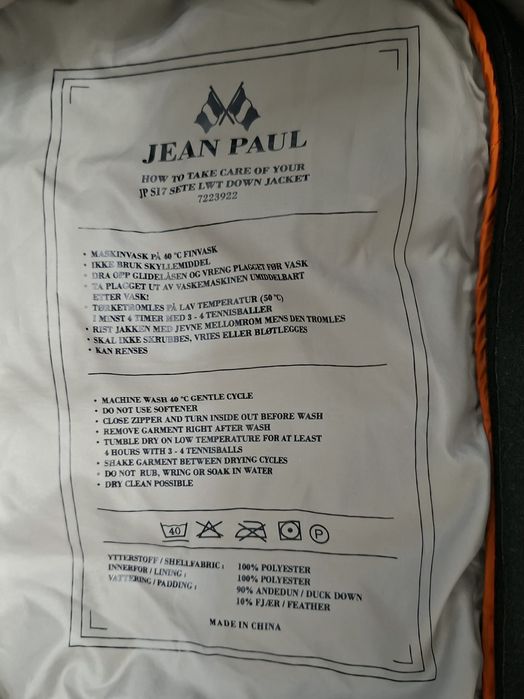 JEAN PAUL
HOW TO TAKE CARE OF YOUR
JP S17 SETE LWT DOWN JACKET
7223922
• MASKINVASK PÅ 40 °C FINVASK
• IKKE BRUK SKYLLEMIDDEL
• DRA OPP GLIDELÅSEN OG VRENG PLAGGET FØR VASK
• TA PLAGGET UT AV VASKEMASKINEN UMIDDELBART
ETTER VASK!
• TØRKETROMLES PÅ LAV TEMPERATUR (50 °C)
I MINST 4 TIMER MED 3 - 4 TENNISBALLER
• RIST JAKKEN MED JEVNE MELLOMROM MENS DEN TROMLES
• SKAL IKKE SKRUBBES, VRIES ELLER BLØTLEGGES
• KAN RENSES
• MACHINE WASH 40 °C GENTLE CYCLE
• DO NOT USE SOFTENER
• CLOSE ZIPPER AND TURN INSIDE OUT BEFORE WASH
• REMOVE GARMENT RIGHT AFTER WASH
• TUMBLE DRY ON LOW TEMPERATURE FOR AT LEAST
4 HOURS WITH 3 - 4 TENNISBALLS
• SHAKE GARMENT BETWEEN DRYING CYCLES
• DO NOT RUB, WRING OR SOAK IN WATER
• DRY CLEAN POSSIBLE
40 P
YTTERSTOFF / SHELLFABRIC : 100% POLYESTER
INNERFOR / LINING : 100% POLYESTER
VATTERING / PADDING : 90% ANDEDUN / DUCK DOWN
10% FJÆR / FEATHER
MADE IN CHINA